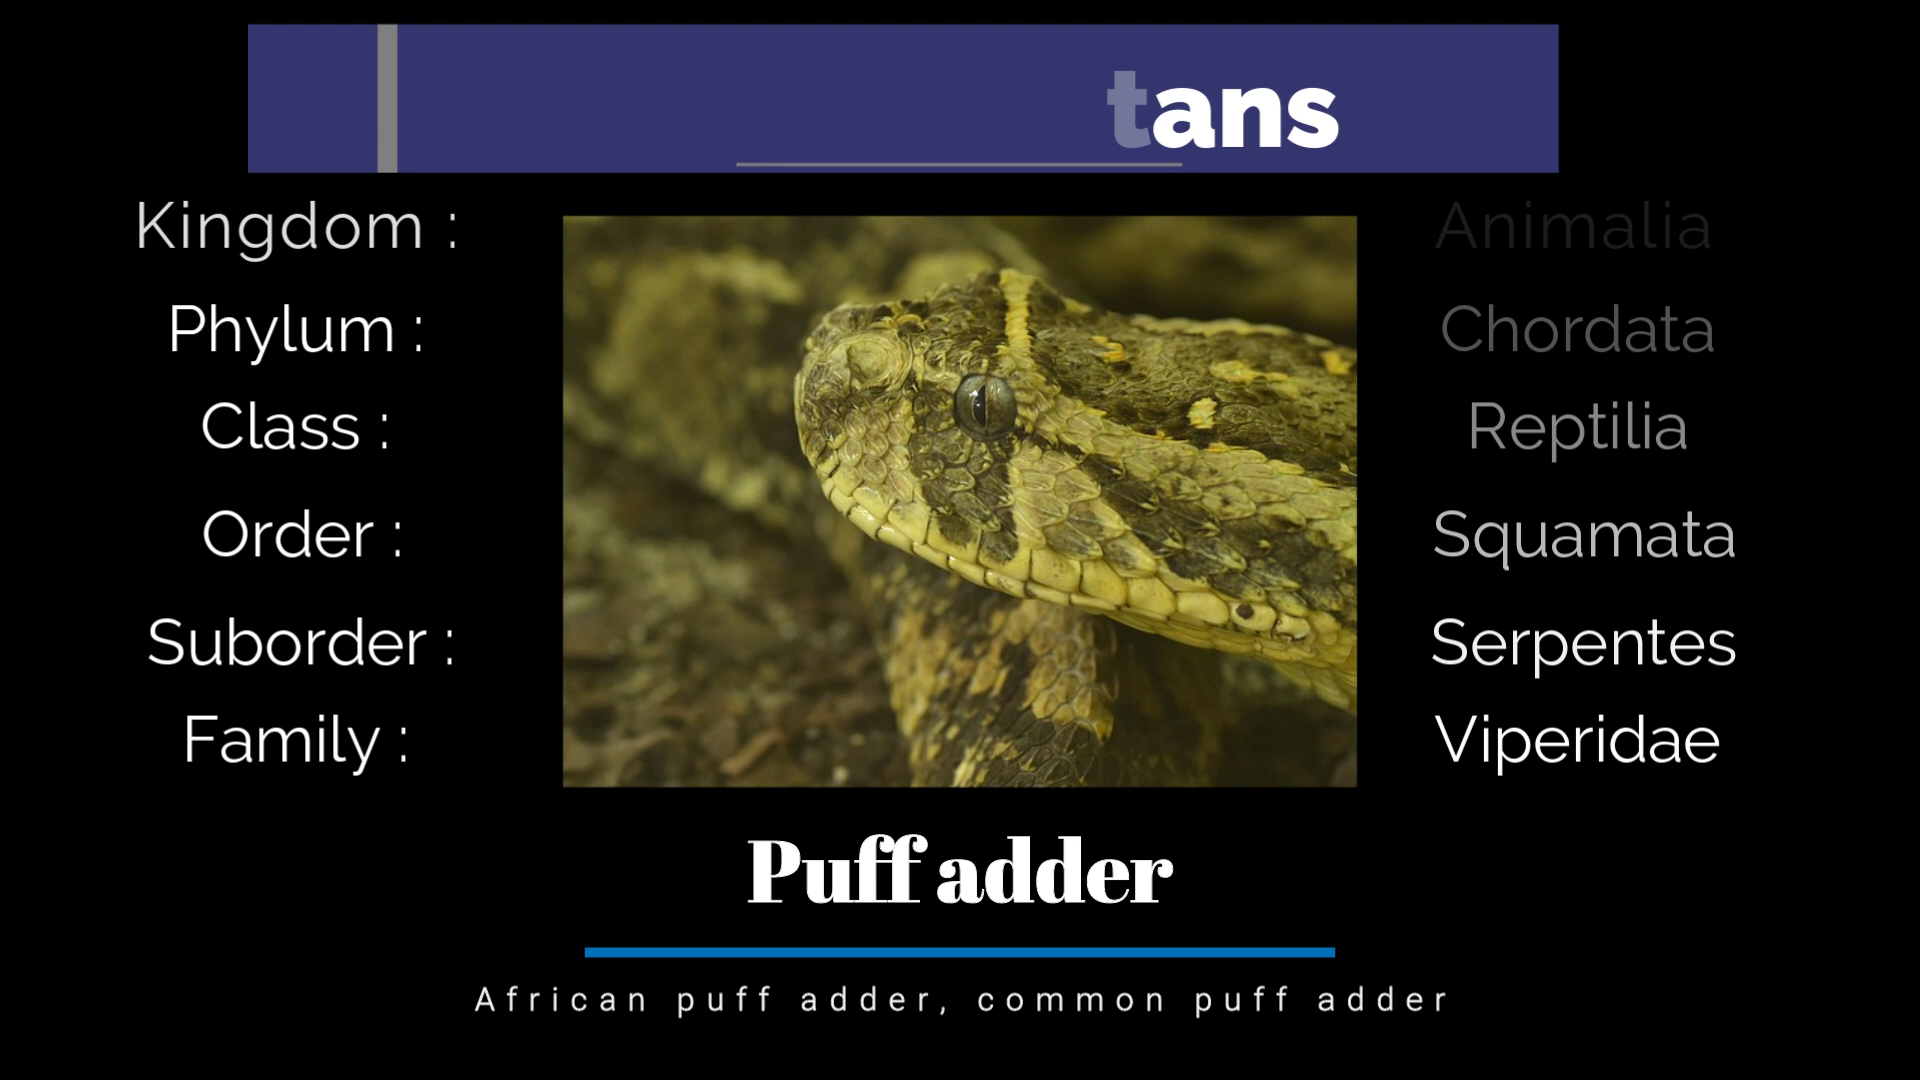 tans
Kingdom : Animalia
Phylum : Chordata
Class : Reptilia
Order : Squamata
Suborder : Serpentes
Family : Viperidae
Puff adder
African puff adder, common puff adder